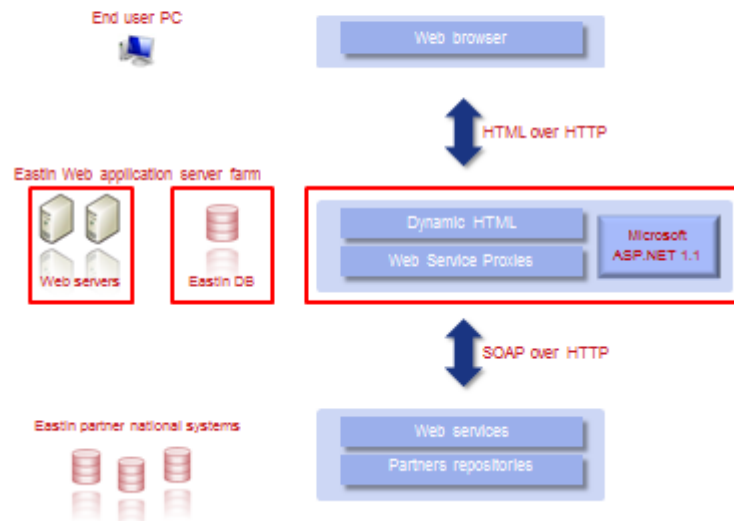 End user PC
Web browser
HTML over HTTP
Eastin Web application server farm
Web servers
Eastin DB
Dynamic HTML
Web Service Proxies
Microsoft
ASP.NET 1.1
SOAP over HTTP
Eastin partner national systems
Web services
Partners repositories